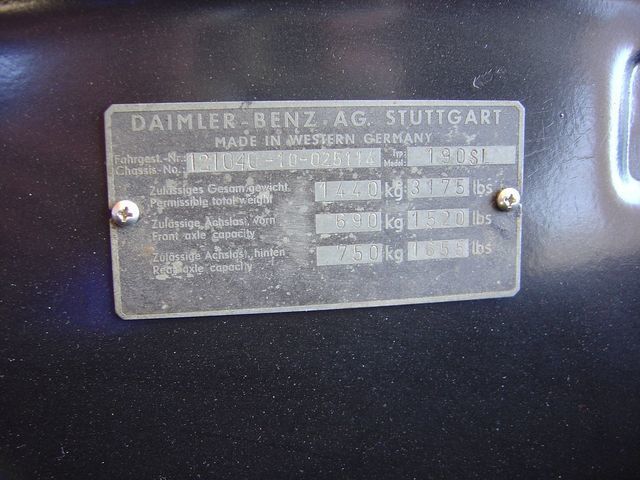 DAIMLER-BENZ·AG. STUTTGART
MADE IN WESTERN GERMANY
Fahrgest.-Nr.: 121040-10-025114 Typ: 190SL
Chassis-No.: Model:
Zulässiges Gesamtgewicht 1440 kg 3175 lbs
Permissible total weight
Zulässige Achslast, vorn 690 kg 1520 lbs
Front axle capacity
Zulässige Achslast, hinten 750 kg 1655 lbs
Rear axle capacity